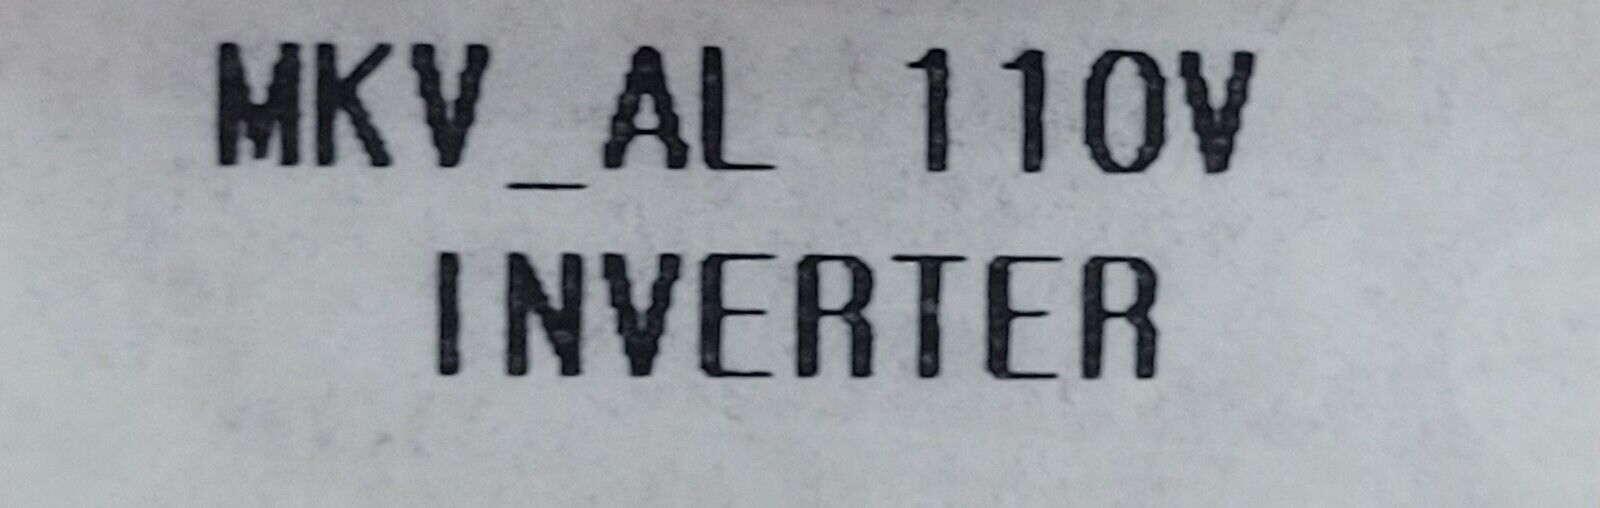 MKV_AL 110V
INVERTER